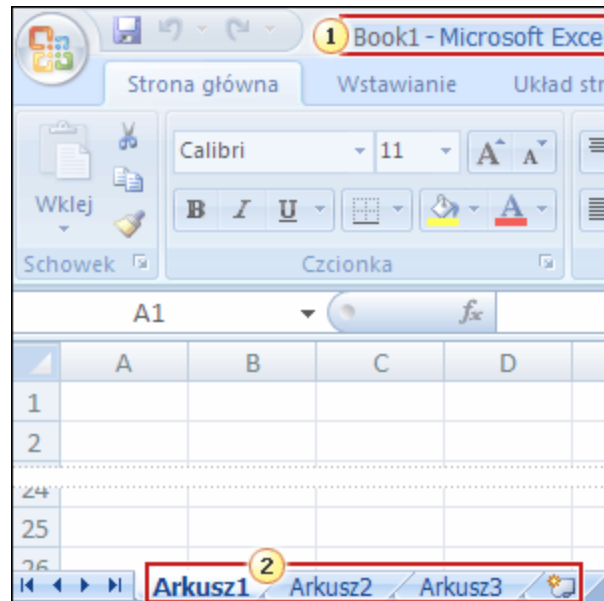 1 Book1 - Microsoft Exce
Strona główna Wstawianie Układ str
Calibri 11 A A
Wklej B I U A
Schowek Czcionka
A1 fx
A B C D
1
2
24
25
26
2
Arkusz1 Arkusz2 Arkusz3